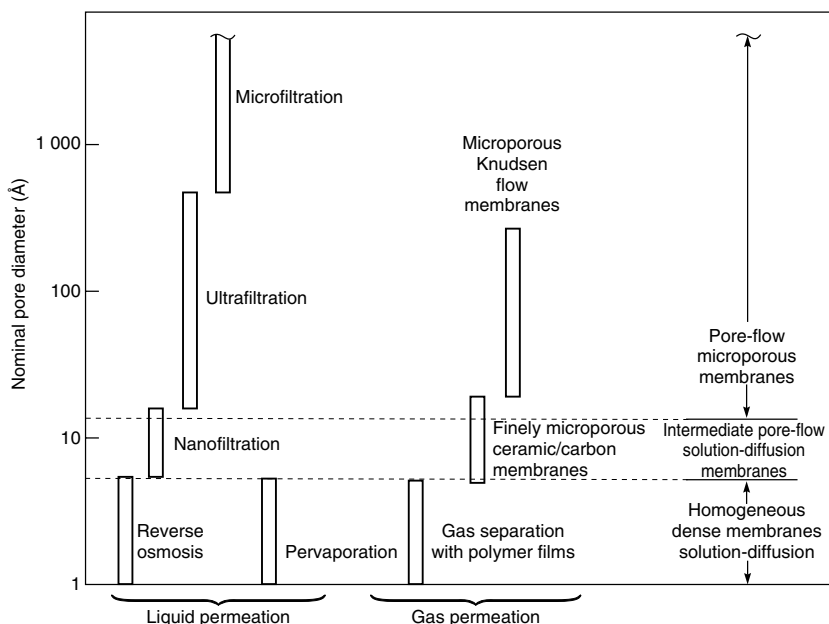 Nominal pore diameter (Å)
1 000
100
10
1
Microfiltration
Ultrafiltration
Nanofiltration
Reverse
osmosis
Pervaporation
Microporous
Knudsen
flow
membranes
Finely microporous
ceramic/carbon
membranes
Gas separation
with polymer films
Pore-flow
microporous
membranes
Intermediate pore-flow
solution-diffusion
membranes
Homogeneous
dense membranes
solution-diffusion
Liquid permeation
Gas permeation